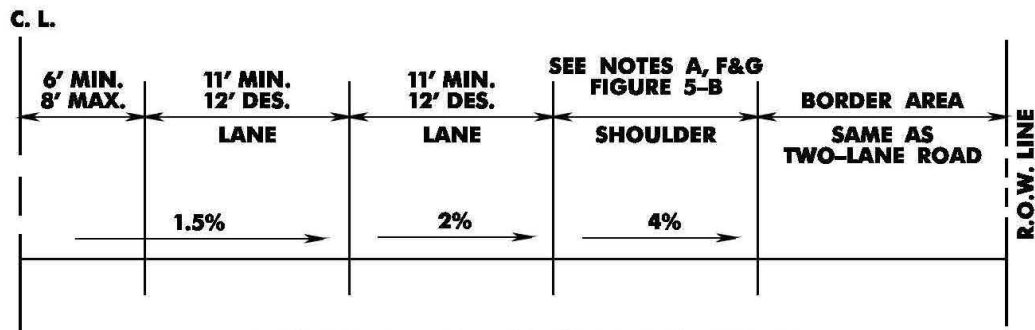 C. L.
6' MIN.
8' MAX.
11' MIN.
12' DES.
LANE
11' MIN.
12' DES.
LANE
SEE NOTES A, F&G
FIGURE 5–B
SHOULDER
BORDER AREA
SAME AS
TWO–LANE ROAD
R.O.W. LINE
1.5%
2%
4%